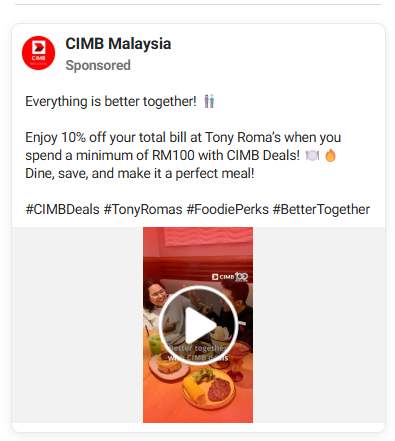 CIMB Malaysia
Sponsored
Everything is better together! 👫
Enjoy 10% off your total bill at Tony Roma’s when you
spend a minimum of RM100 with CIMB Deals! 🍽️ 🔥
Dine, save, and make it a perfect meal!
#CIMBDeals #TonyRomas #FoodiePerks #BetterTogether
CIMB
CIMB 100
Better together
with CIMB deals